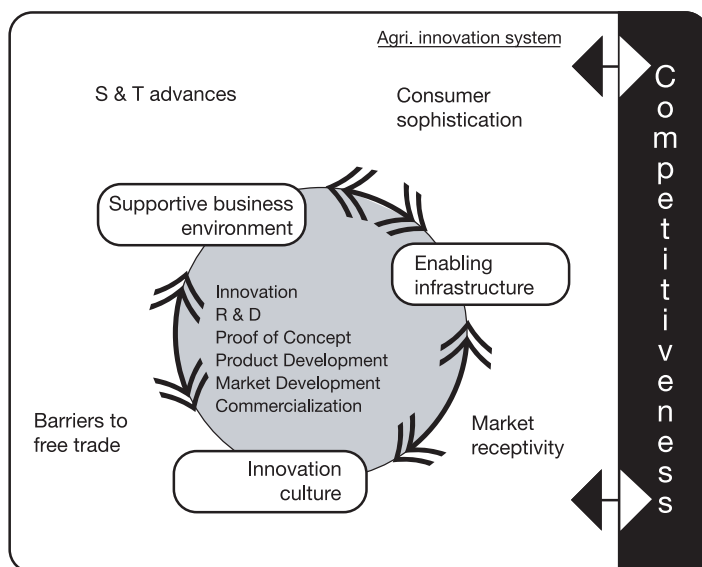 Agri. innovation system
S & T advances
Consumer
sophistication
Supportive business
environment
Enabling
infrastructure
Innovation
R & D
Proof of Concept
Product Development
Market Development
Commercialization
Barriers to
free trade
Market
receptivity
Innovation
culture
Competitiveness